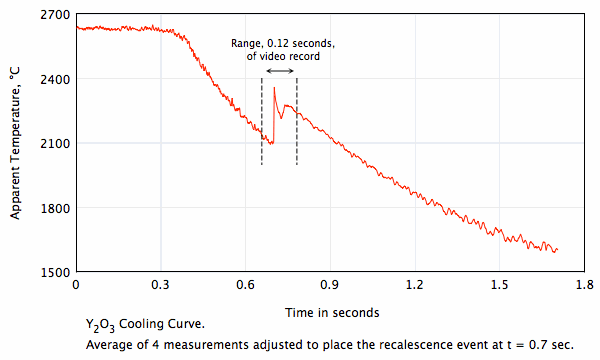 2700
Range, 0.12 seconds,
of video record
2400
2100
1800
1500
Apparent Temperature, °C
0
0.3
0.6
0.9
1.2
1.5
1.8
Time in seconds
Y₂O₃ Cooling Curve.
Average of 4 measurements adjusted to place the recalescence event at t = 0.7 sec.